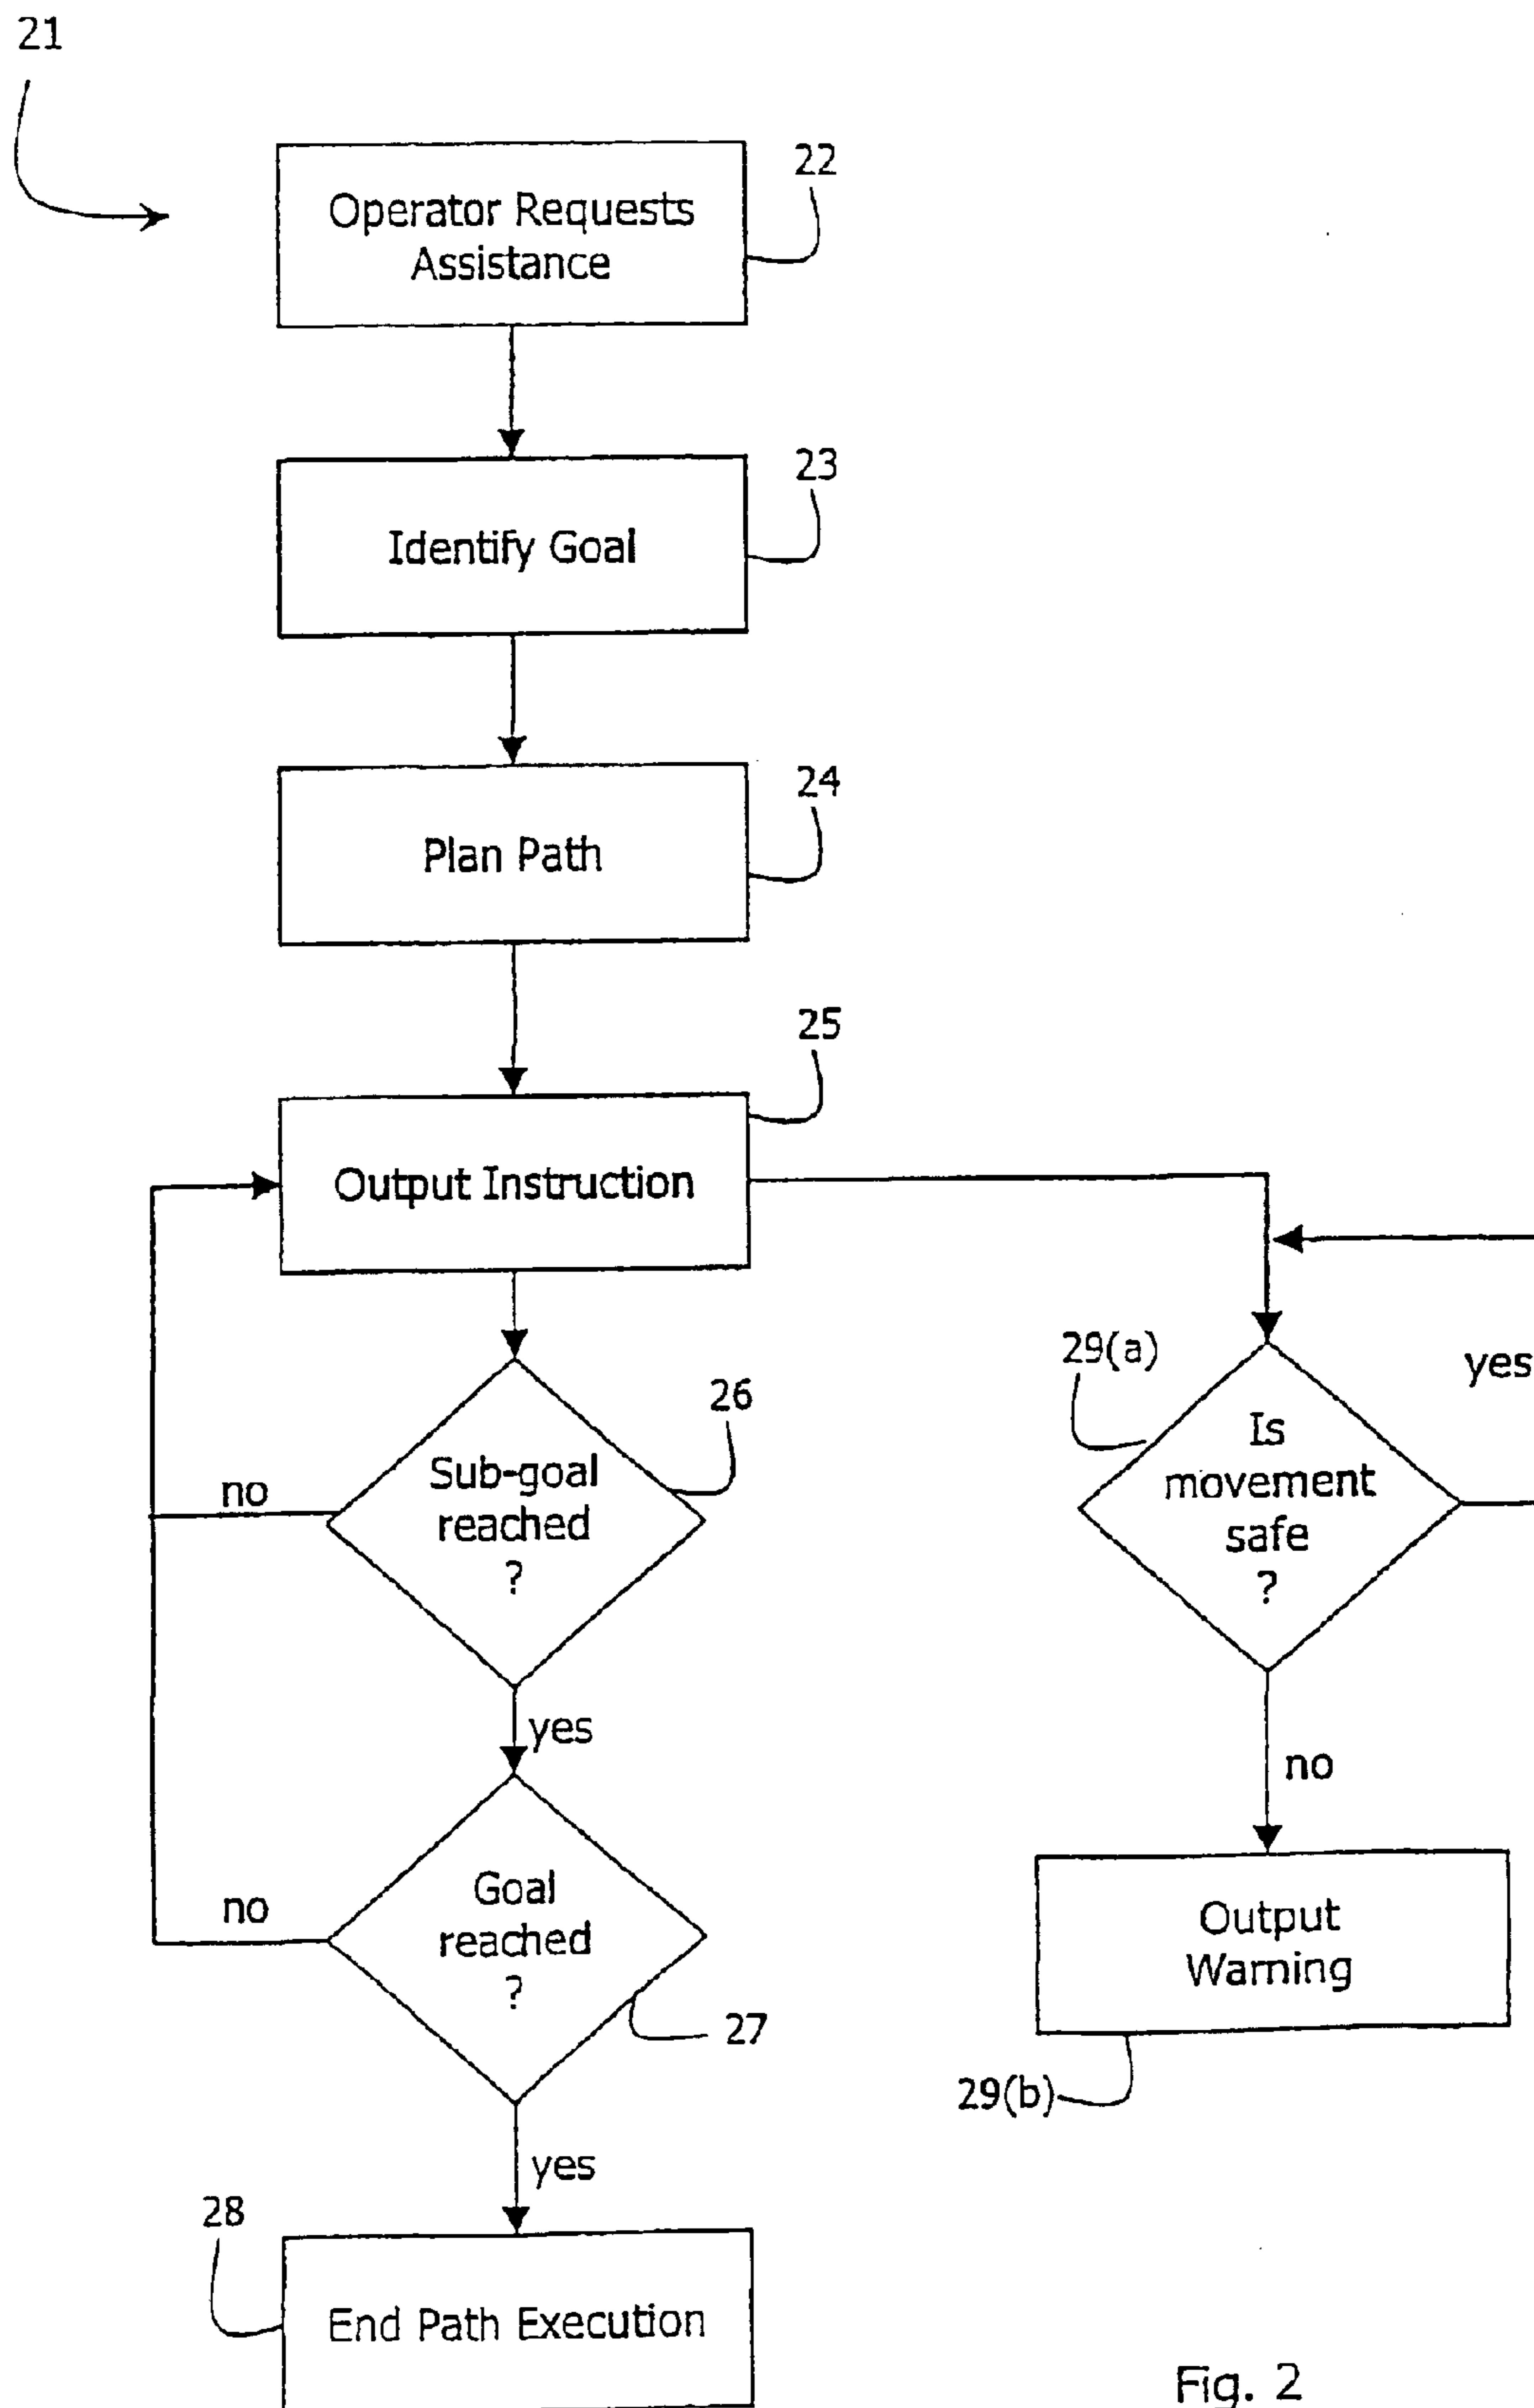 21
22
Operator Requests
Assistance
23
Identify Goal
24
Plan Path
25
Output Instruction
29(a)
yes
26
Is
movement
safe
?
Sub-goal
reached
?
no
yes
no
Goal
reached
?
no
Output
Warning
27
29(b)
yes
28
End Path Execution
Fig. 2